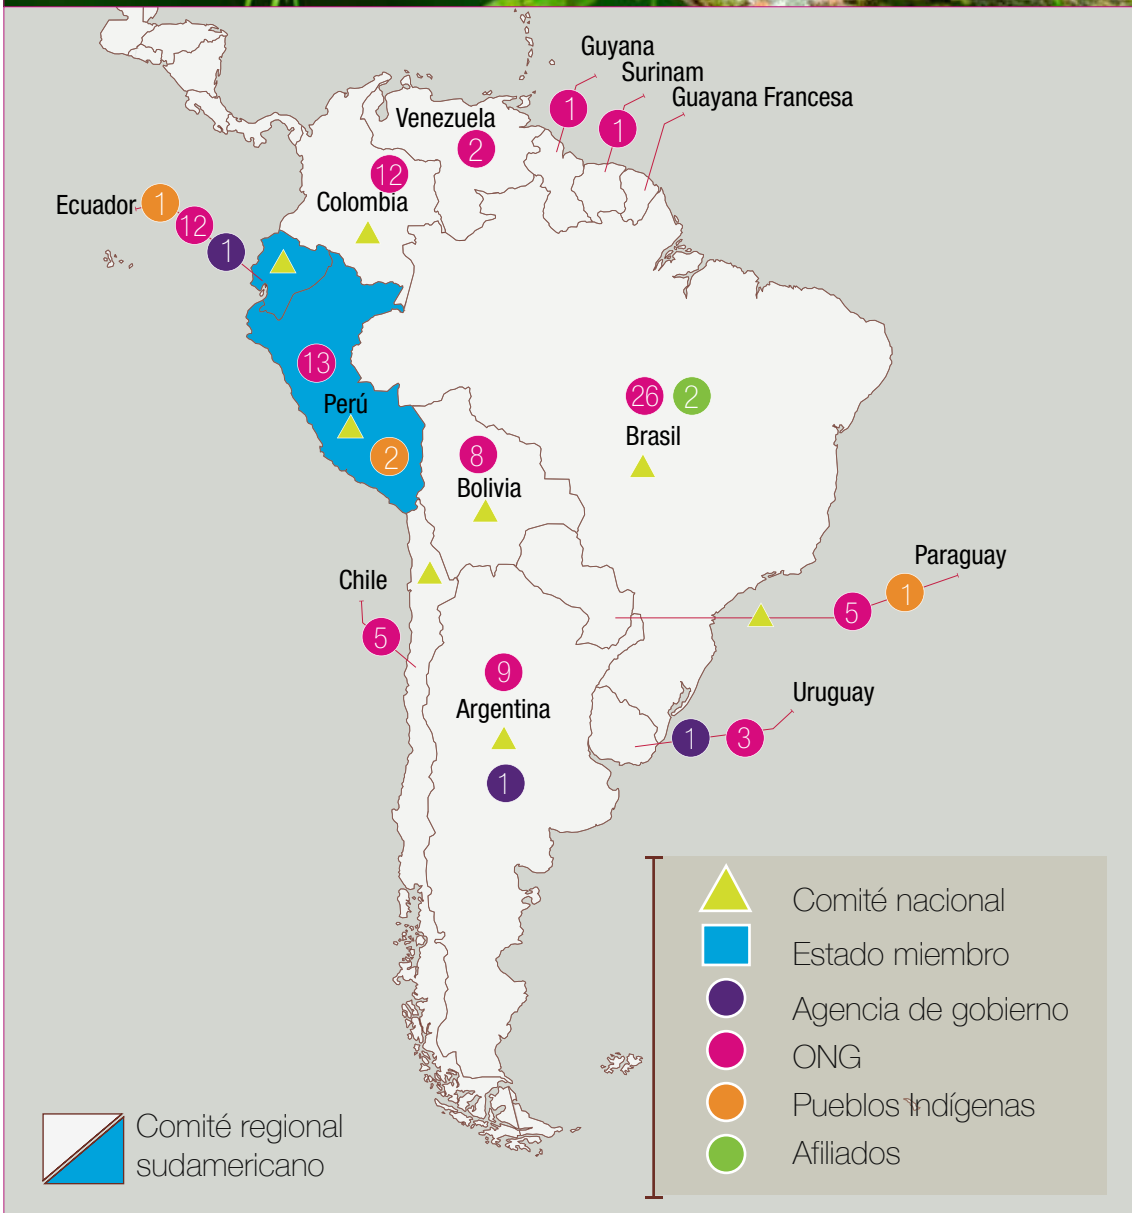 Guyana
1
Surinam
1
Guayana Francesa
Venezuela
2
12
Colombia
Ecuador
1
12
1
13
Perú
2
26
2
Brasil
8
Bolivia
Paraguay
5
1
Chile
5
9
Argentina
1
Uruguay
1
3
Comité nacional
Estado miembro
Agencia de gobierno
ONG
Pueblos Indígenas
Afiliados
Comité regional
sudamericano